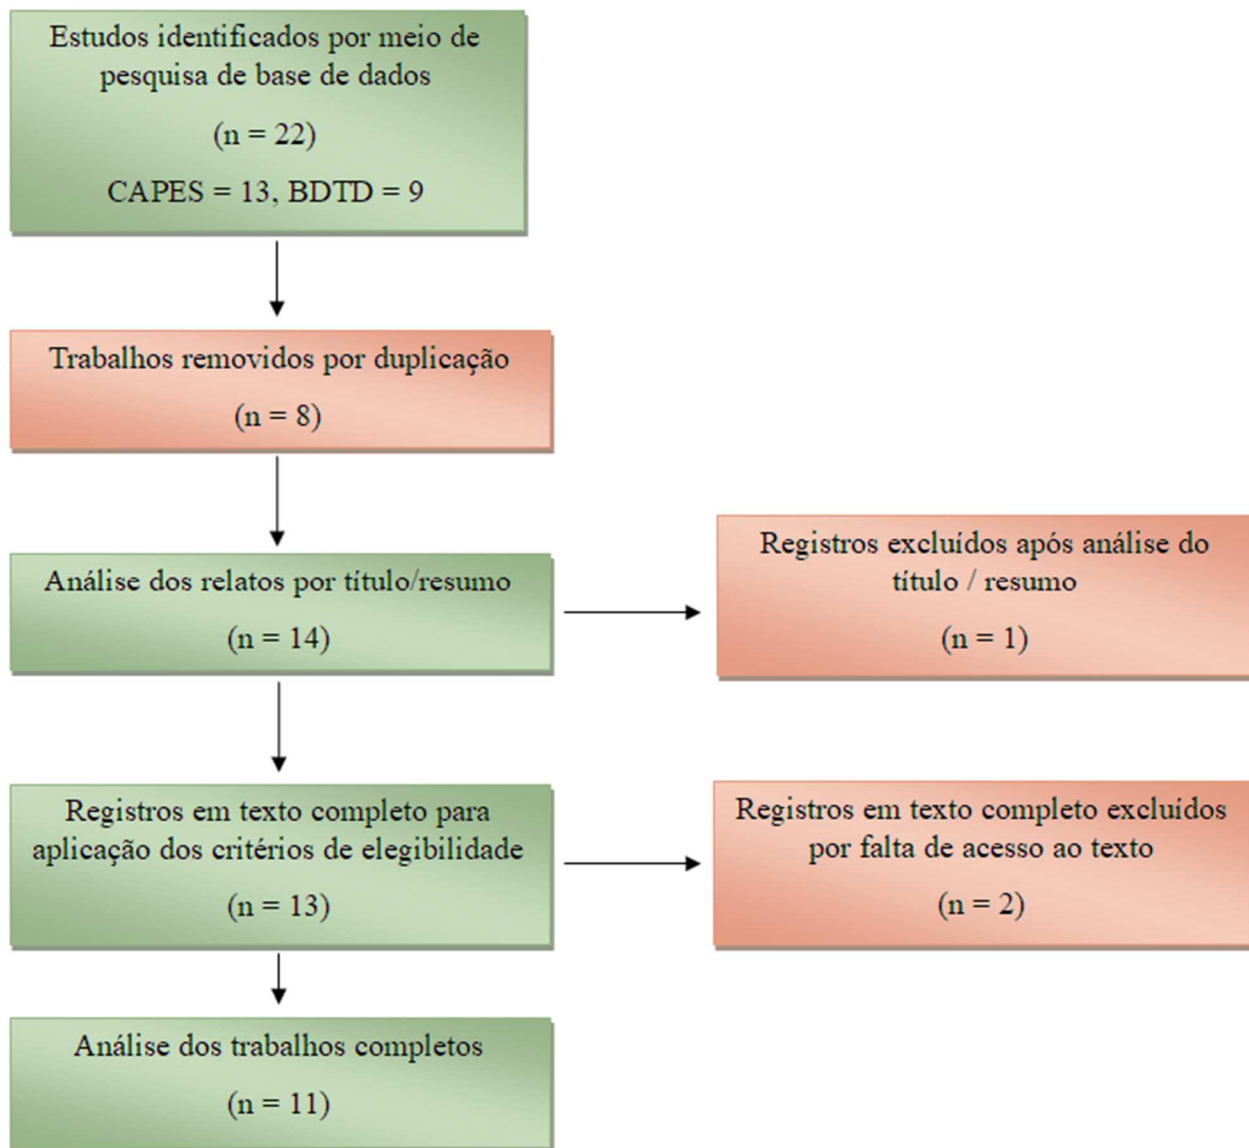 Estudos identificados por meio de
pesquisa de base de dados
(n = 22)
CAPES = 13, BDTD = 9
Trabalhos removidos por duplicação
(n = 8)
Análise dos relatos por título/resumo
(n = 14)
Registros excluídos após análise do
título / resumo
(n = 1)
Registros em texto completo para
aplicação dos critérios de elegibilidade
(n = 13)
Registros em texto completo excluídos
por falta de acesso ao texto
(n = 2)
Análise dos trabalhos completos
(n = 11)